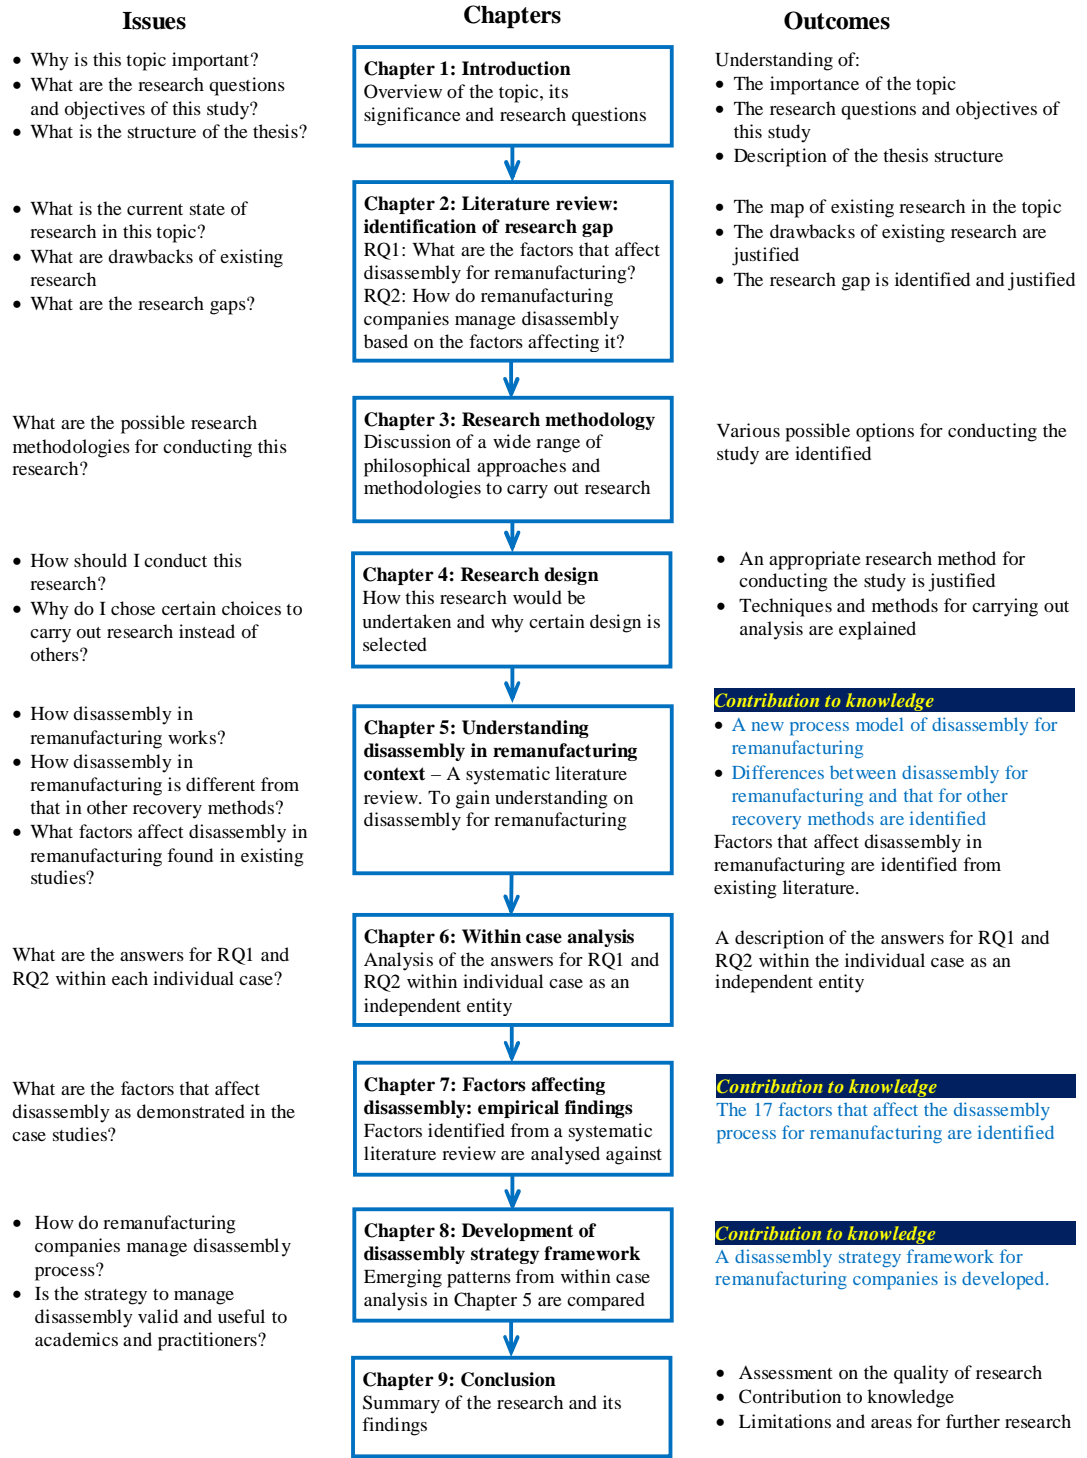 Issues
Chapters
Outcomes
• Why is this topic important?
• What are the research questions
and objectives of this study?
• What is the structure of the thesis?
Chapter 1: Introduction
Overview of the topic, its
significance and research questions
Understanding of:
• The importance of the topic
• The research questions and objectives of
this study
• Description of the thesis structure
• What is the current state of
research in this topic?
• What are drawbacks of existing
research
• What are the research gaps?
Chapter 2: Literature review:
identification of research gap
RQ1: What are the factors that affect
disassembly for remanufacturing?
RQ2: How do remanufacturing
companies manage disassembly
based on the factors affecting it?
• The map of existing research in the topic
• The drawbacks of existing research are
justified
• The research gap is identified and justified
What are the possible research
methodologies for conducting this
research?
Chapter 3: Research methodology
Discussion of a wide range of
philosophical approaches and
methodologies to carry out research
Various possible options for conducting the
study are identified
• How should I conduct this
research?
• Why do I chose certain choices to
carry out research instead of
others?
Chapter 4: Research design
How this research would be
undertaken and why certain design is
selected
• An appropriate research method for
conducting the study is justified
• Techniques and methods for carrying out
analysis are explained
• How disassembly in
remanufacturing works?
• How disassembly in
remanufacturing is different from
that in other recovery methods?
• What factors affect disassembly in
remanufacturing found in existing
studies?
Chapter 5: Understanding
disassembly in remanufacturing
context – A systematic literature
review. To gain understanding on
disassembly for remanufacturing
Contribution to knowledge
• A new process model of disassembly for
remanufacturing
• Differences between disassembly for
remanufacturing and that for other
recovery methods are identified
Factors that affect disassembly in
remanufacturing are identified from
existing literature.
What are the answers for RQ1 and
RQ2 within each individual case?
Chapter 6: Within case analysis
Analysis of the answers for RQ1 and
RQ2 within individual case as an
independent entity
A description of the answers for RQ1 and
RQ2 within the individual case as an
independent entity
What are the factors that affect
disassembly as demonstrated in the
case studies?
Chapter 7: Factors affecting
disassembly: empirical findings
Factors identified from a systematic
literature review are analysed against
Contribution to knowledge
The 17 factors that affect the disassembly
process for remanufacturing are identified
• How do remanufacturing
companies manage disassembly
process?
• Is the strategy to manage
disassembly valid and useful to
academics and practitioners?
Chapter 8: Development of
disassembly strategy framework
Emerging patterns from within case
analysis in Chapter 5 are compared
Contribution to knowledge
A disassembly strategy framework for
remanufacturing companies is developed.
Chapter 9: Conclusion
Summary of the research and its
findings
• Assessment on the quality of research
• Contribution to knowledge
• Limitations and areas for further research